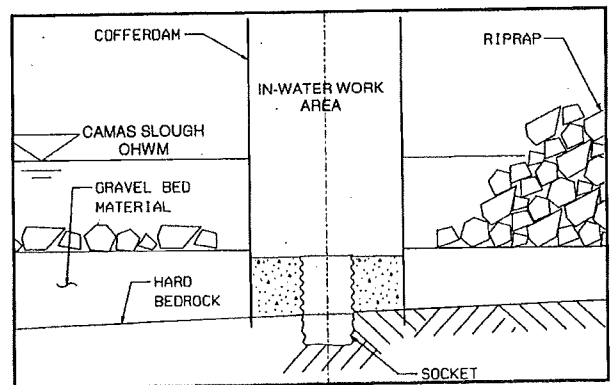 COFFERDAM
RIPRAP
IN-WATER WORK
AREA
CAMAS SLOUGH
OHWM
GRAVEL BED
MATERIAL
HARD
BEDROCK
SOCKET